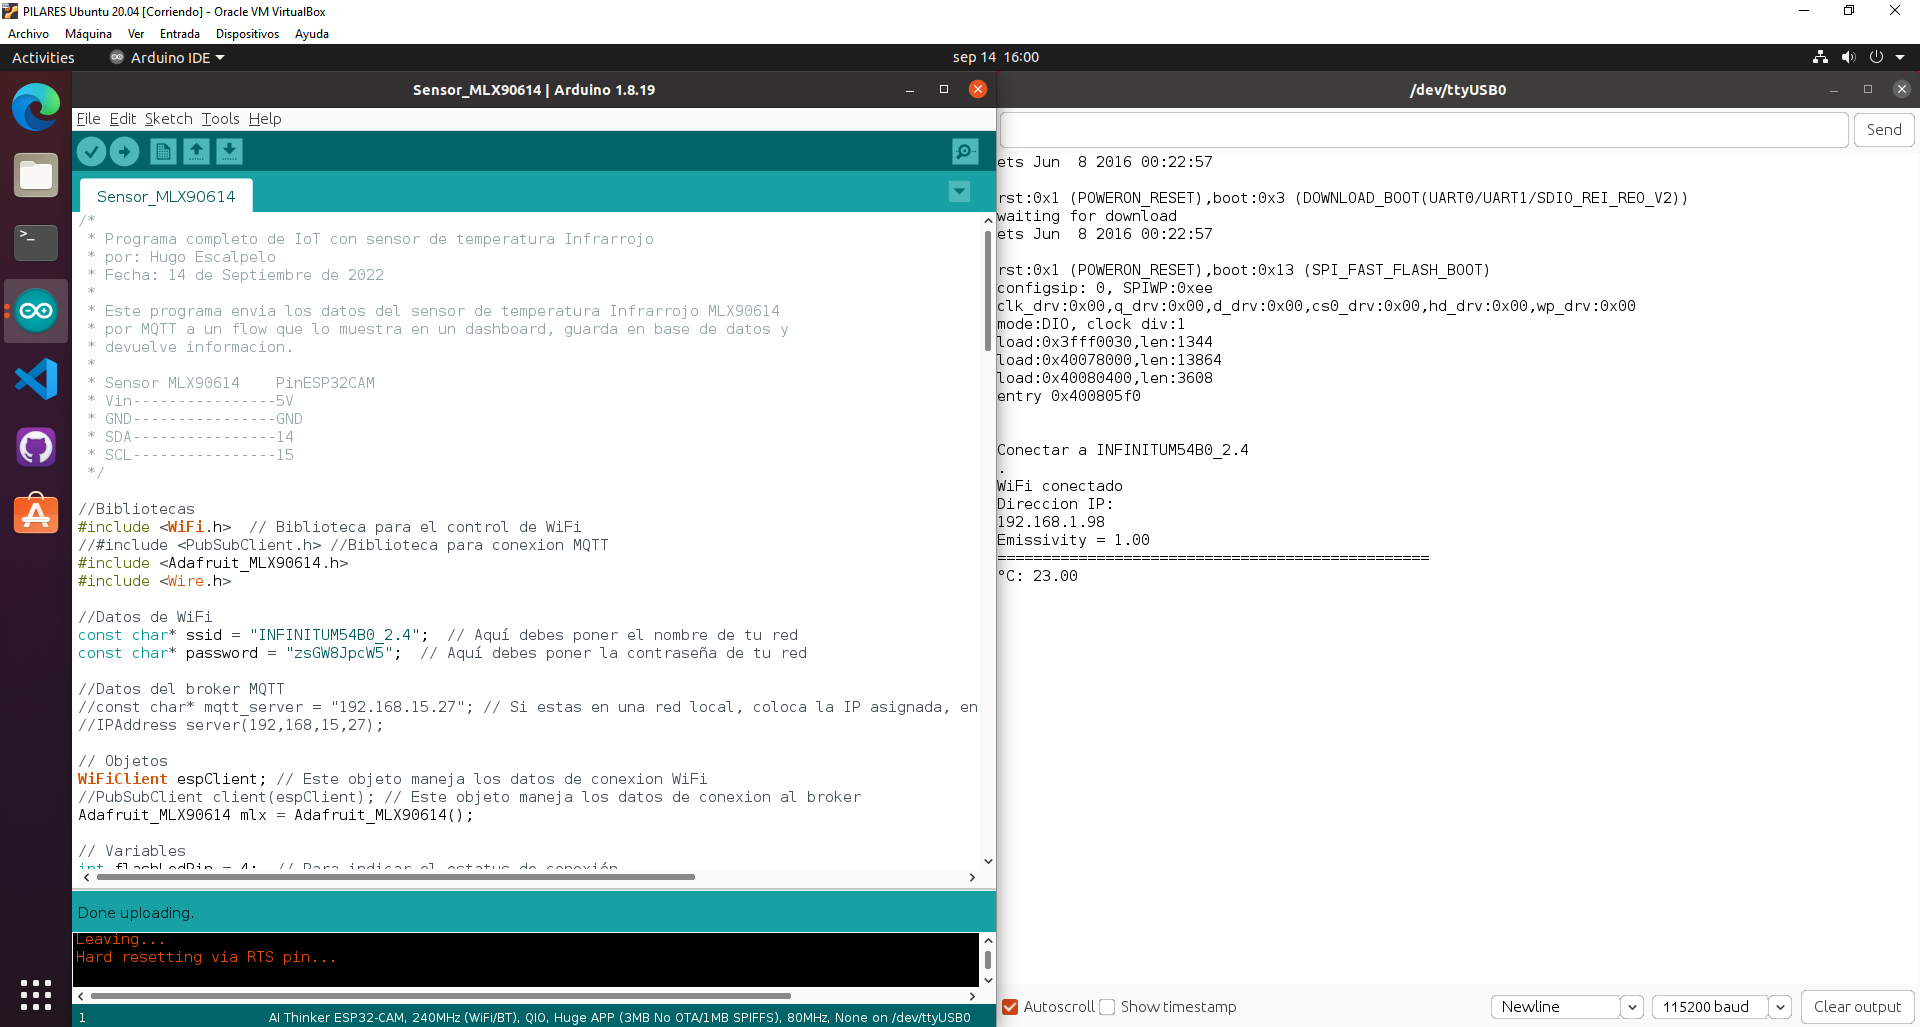 PILARES Ubuntu 20.04 [Corriendo] - Oracle VM VirtualBox
Archivo Máquina Ver Entrada Dispositivos Ayuda
Activities Arduino IDE sep 14 16:00
Sensor_MLX90614 | Arduino 1.8.19
File Edit Sketch Tools Help
Sensor_MLX90614
/*
* Programa completo de IoT con sensor de temperatura Infrarrojo
* por: Hugo Escalpelo
* Fecha: 14 de Septiembre de 2022
*
* Este programa envia los datos del sensor de temperatura Infrarrojo MLX90614
* por MQTT a un flow que lo muestra en un dashboard, guarda en base de datos y
* devuelve informacion.
*
* Sensor MLX90614    PinESP32CAM
* Vin----------------5V
* GND----------------GND
* SDA----------------14
* SCL----------------15
*/
//Bibliotecas
#include <WiFi.h>  // Biblioteca para el control de WiFi
//#include <PubSubClient.h> //Biblioteca para conexion MQTT
#include <Adafruit_MLX90614.h>
#include <Wire.h>
//Datos de WiFi
const char* ssid = "INFINITUM54B0_2.4";  // Aquí debes poner el nombre de tu red
const char* password = "zsGW8JpcW5";  // Aquí debes poner la contraseña de tu red
//Datos del broker MQTT
//const char* mqtt_server = "192.168.15.27"; // Si estas en una red local, coloca la IP asignada, en
//IPAddress server(192,168,15,27);
// Objetos
WiFiClient espClient; // Este objeto maneja los datos de conexion WiFi
//PubSubClient client(espClient); // Este objeto maneja los datos de conexion al broker
Adafruit_MLX90614 mlx = Adafruit_MLX90614();
// Variables
int flashLedPin = 4;  // Para indicar el estatus de conexión
Done uploading.
Leaving...
Hard resetting via RTS pin...
1 AI Thinker ESP32-CAM, 240MHz (WiFi/BT), QIO, Huge APP (3MB No OTA/1MB SPIFFS), 80MHz, None on /dev/ttyUSB0
/dev/ttyUSB0
Send
ets Jun  8 2016 00:22:57
rst:0x1 (POWERON_RESET),boot:0x3 (DOWNLOAD_BOOT(UART0/UART1/SDIO_REI_REO_V2))
waiting for download
ets Jun  8 2016 00:22:57
rst:0x1 (POWERON_RESET),boot:0x13 (SPI_FAST_FLASH_BOOT)
configsip: 0, SPIWP:0xee
clk_drv:0x00,q_drv:0x00,d_drv:0x00,cs0_drv:0x00,hd_drv:0x00,wp_drv:0x00
mode:DIO, clock div:1
load:0x3fff0030,len:1344
load:0x40078000,len:13864
load:0x40080400,len:3608
entry 0x400805f0
Conectar a INFINITUM54B0_2.4
.
WiFi conectado
Direccion IP:
192.168.1.98
Emissivity = 1.00
================================================
°C: 23.00
Autoscroll Show timestamp Newline 115200 baud Clear output